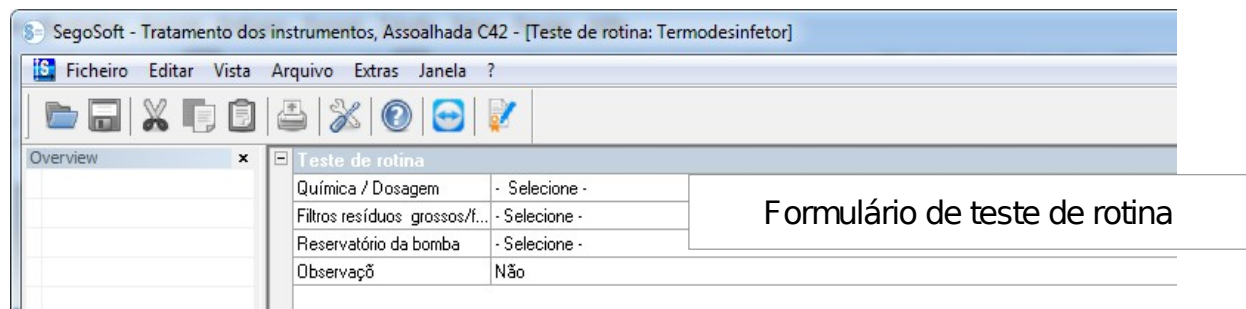 SegoSoft - Tratamento dos instrumentos, Assoalhada C42 - [Teste de rotina: Termodesinfetor]
Ficheiro Editar Vista Arquivo Extras Janela ?
Overview x
Teste de rotina
Química / Dosagem - Selecione -
Filtros resíduos grossos/f... - Selecione -
Reservatório da bomba - Selecione -
Observaçõ Não
Formulário de teste de rotina